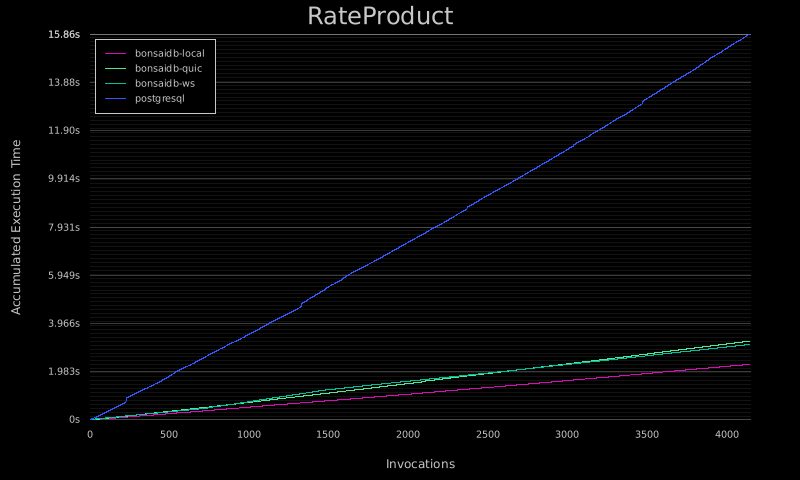 RateProduct
15.86s
bonsaidb-local
bonsaidb-quic
bonsaidb-ws
postgresql
13.88s
11.90s
9.914s
7.931s
5.949s
3.966s
1.983s
0s
Accumulated Execution Time
0 500 1000 1500 2000 2500 3000 3500 4000
Invocations